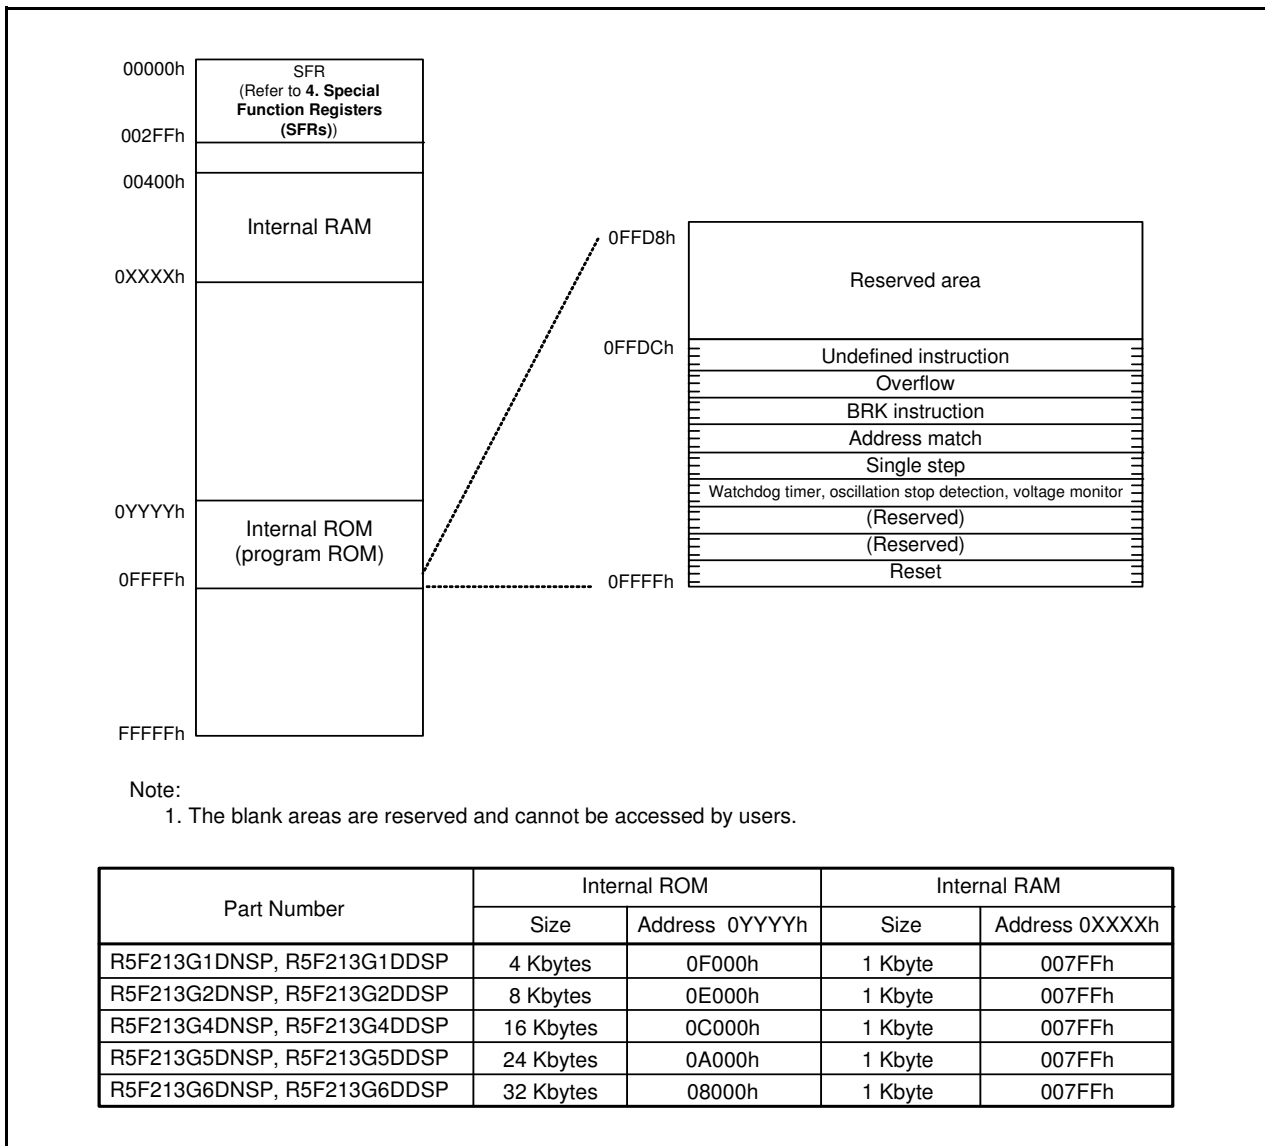 00000h
SFR
(Refer to 4. Special
Function Registers
(SFRs))
002FFh
00400h
Internal RAM
0XXXXh
0YYYYh
Internal ROM
(program ROM)
0FFFFh
FFFFFh
0FFD8h
Reserved area
0FFDCh
Undefined instruction
Overflow
BRK instruction
Address match
Single step
Watchdog timer, oscillation stop detection, voltage monitor
(Reserved)
(Reserved)
Reset
0FFFFh
Note:
1. The blank areas are reserved and cannot be accessed by users.
Part Number Internal ROM Internal RAM
Size Address 0YYYYh Size Address 0XXXXh
R5F213G1DNSP, R5F213G1DDSP 4 Kbytes 0F000h 1 Kbyte 007FFh
R5F213G2DNSP, R5F213G2DDSP 8 Kbytes 0E000h 1 Kbyte 007FFh
R5F213G4DNSP, R5F213G4DDSP 16 Kbytes 0C000h 1 Kbyte 007FFh
R5F213G5DNSP, R5F213G5DDSP 24 Kbytes 0A000h 1 Kbyte 007FFh
R5F213G6DNSP, R5F213G6DDSP 32 Kbytes 08000h 1 Kbyte 007FFh